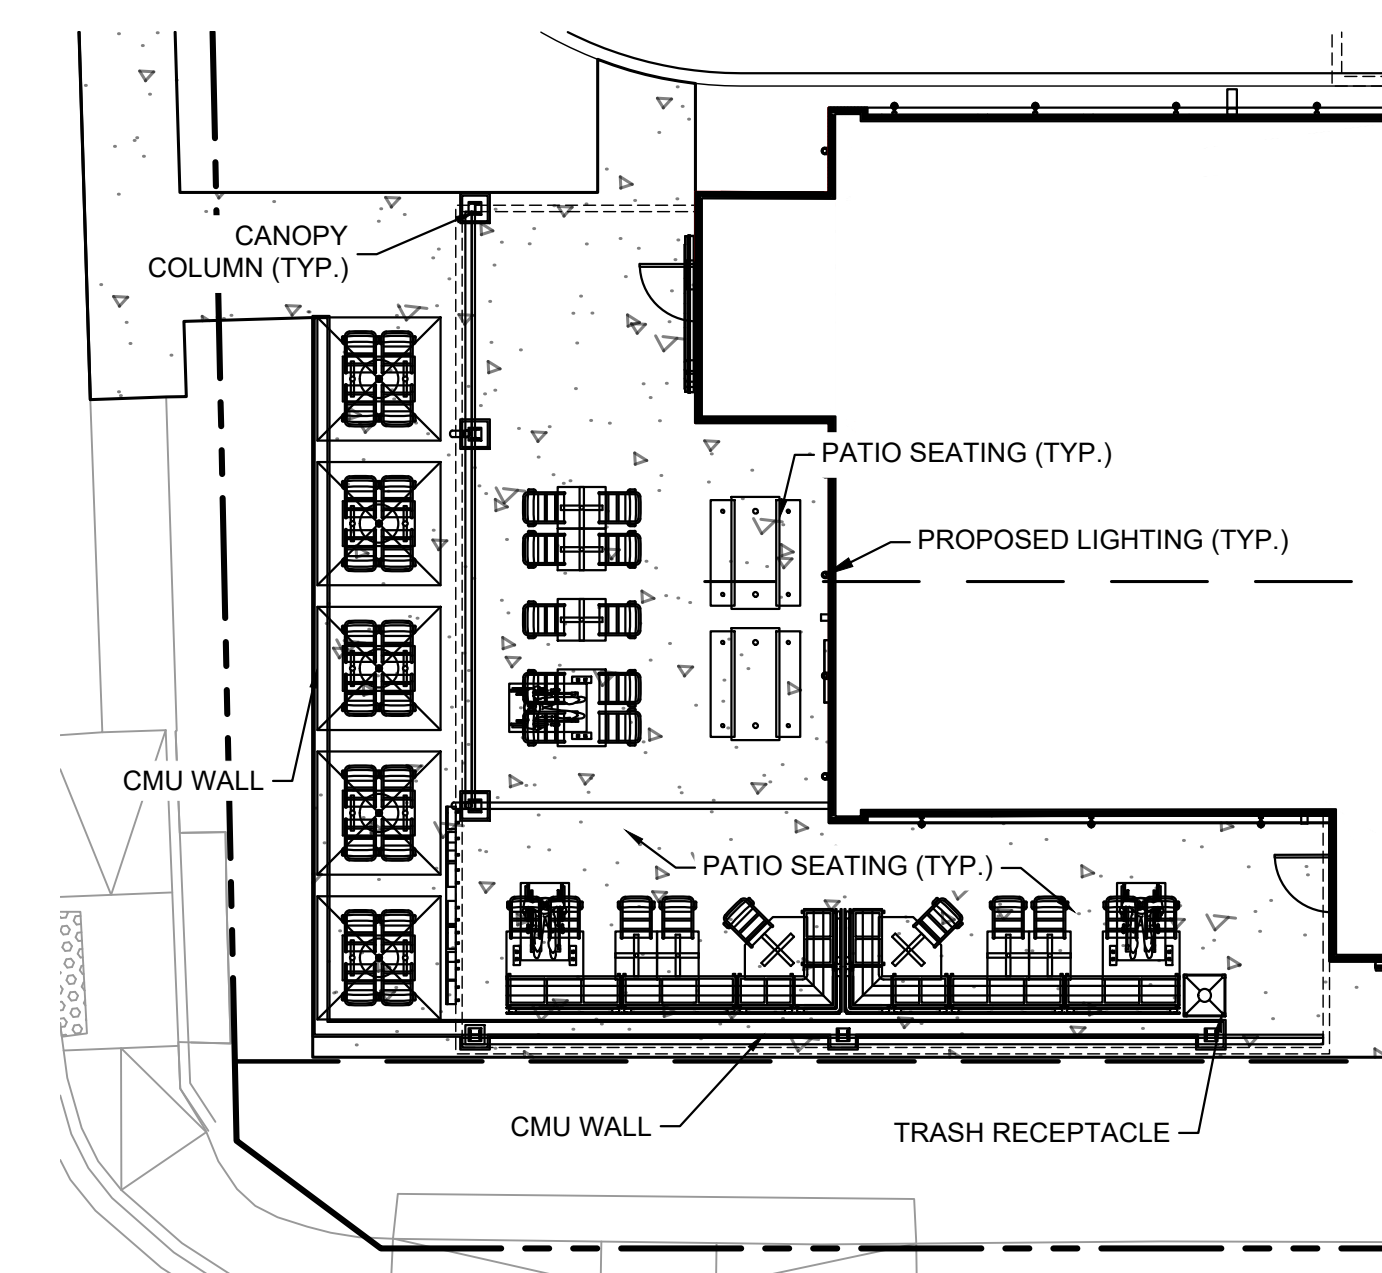 CANOPY
COLUMN (TYP.)
PATIO SEATING (TYP.)
PROPOSED LIGHTING (TYP.)
CMU WALL
PATIO SEATING (TYP.)
CMU WALL
TRASH RECEPTACLE